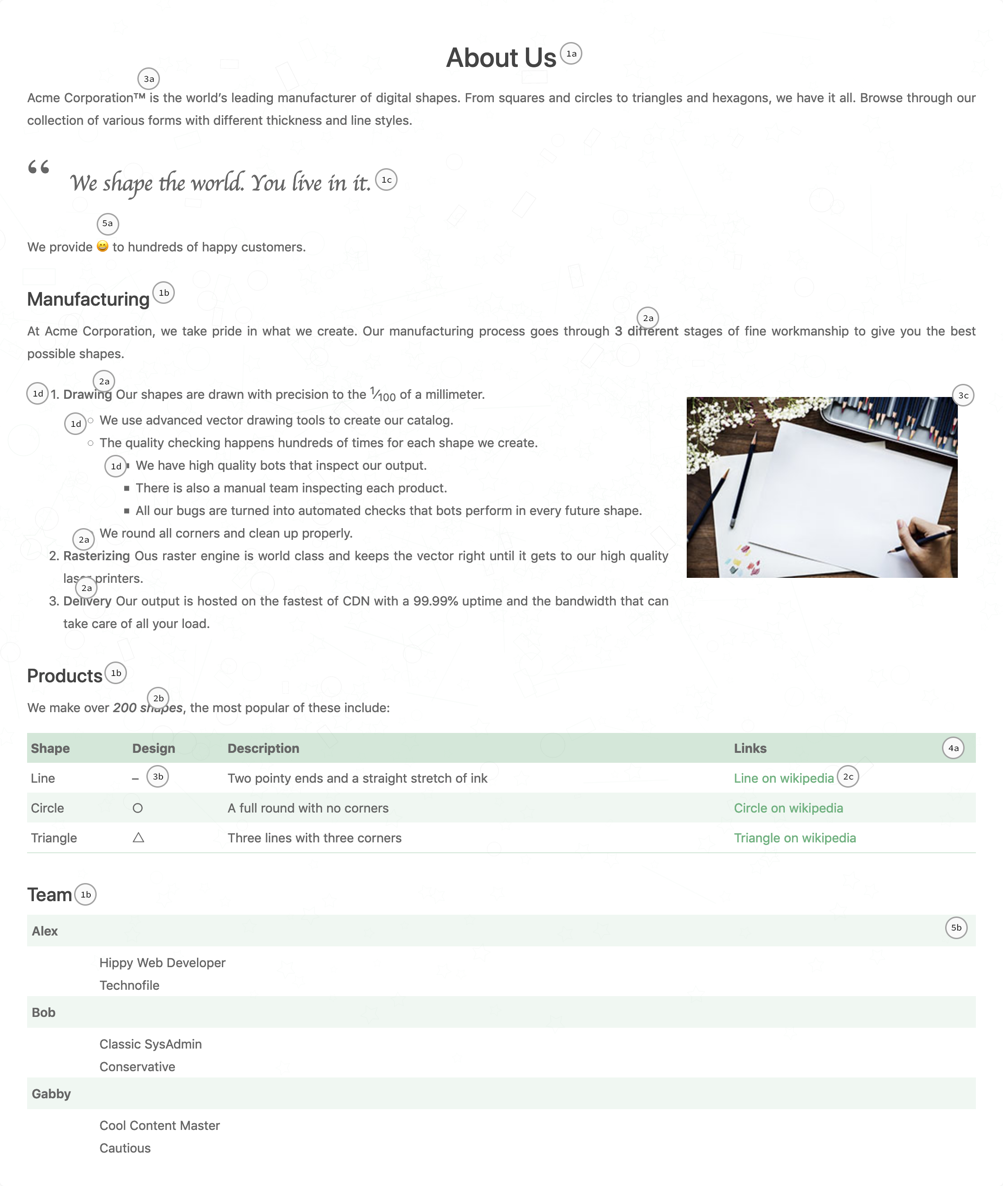 About Us 1a
3a
Acme Corporation™ is the world’s leading manufacturer of digital shapes. From squares and circles to triangles and hexagons, we have it all. Browse through our
collection of various forms with different thickness and line styles.
“ We shape the world. You live in it. 1c
5a
We provide 😀 to hundreds of happy customers.
Manufacturing 1b
2a
At Acme Corporation, we take pride in what we create. Our manufacturing process goes through 3 different stages of fine workmanship to give you the best
possible shapes.
2a
1d 1. Drawing Our shapes are drawn with precision to the 1⁄100 of a millimeter.
3c
1d ○ We use advanced vector drawing tools to create our catalog.
○ The quality checking happens hundreds of times for each shape we create.
1d ▪ We have high quality bots that inspect our output.
▪ There is also a manual team inspecting each product.
▪ All our bugs are turned into automated checks that bots perform in every future shape.
2a We round all corners and clean up properly.
2. Rasterizing Ous raster engine is world class and keeps the vector right until it gets to our high quality
laser printers.
2a
3. Delivery Our output is hosted on the fastest of CDN with a 99.99% uptime and the bandwidth that can
take care of all your load.
Products 1b
2b
We make over 200 shapes, the most popular of these include:
Shape Design Description Links 4a
Line – 3b Two pointy ends and a straight stretch of ink Line on wikipedia 2c
Circle ○ A full round with no corners Circle on wikipedia
Triangle △ Three lines with three corners Triangle on wikipedia
Team 1b
Alex 5b
Hippy Web Developer
Technofile
Bob
Classic SysAdmin
Conservative
Gabby
Cool Content Master
Cautious